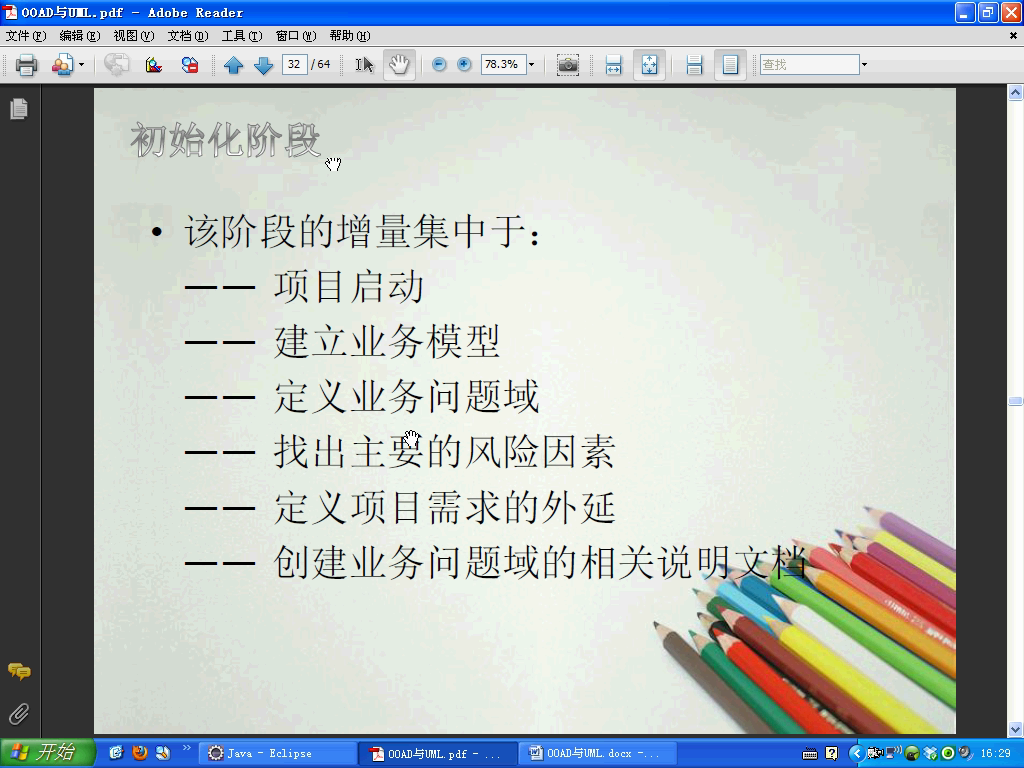 OOAD与UML.pdf - Adobe Reader
文件(F) 编辑(E) 视图(V) 文档(D) 工具(T) 窗口(W) 帮助(H)
32 / 64 78.3% 查找
初始化阶段
• 该阶段的增量集中于：
—— 项目启动
—— 建立业务模型
—— 定义业务问题域
—— 找出主要的风险因素
—— 定义项目需求的外延
—— 创建业务问题域的相关说明文档
开始 Java - Eclipse OOAD与UML.pdf - ... OOAD与UML.docx -... 16:29